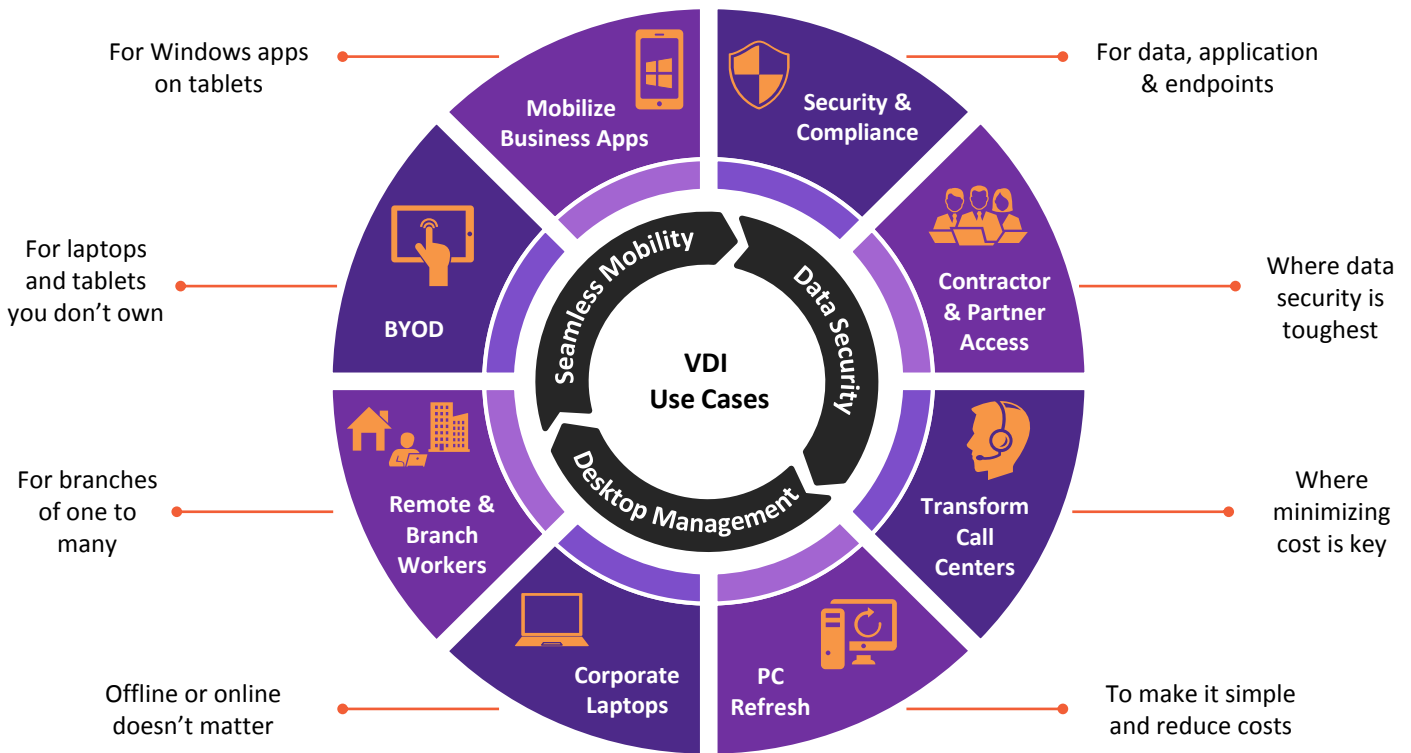 For Windows apps
on tablets
Mobilize
Business Apps
Security &
Compliance
For data, application
& endpoints
For laptops
and tablets
you don’t own
BYOD
Contractor
& Partner
Access
Where data
security is
toughest
Seamless Mobility
Data Security
Desktop Management
VDI
Use Cases
For branches
of one to
many
Remote &
Branch
Workers
Transform
Call
Centers
Where
minimizing
cost is key
Offline or online
doesn’t matter
Corporate
Laptops
PC
Refresh
To make it simple
and reduce costs